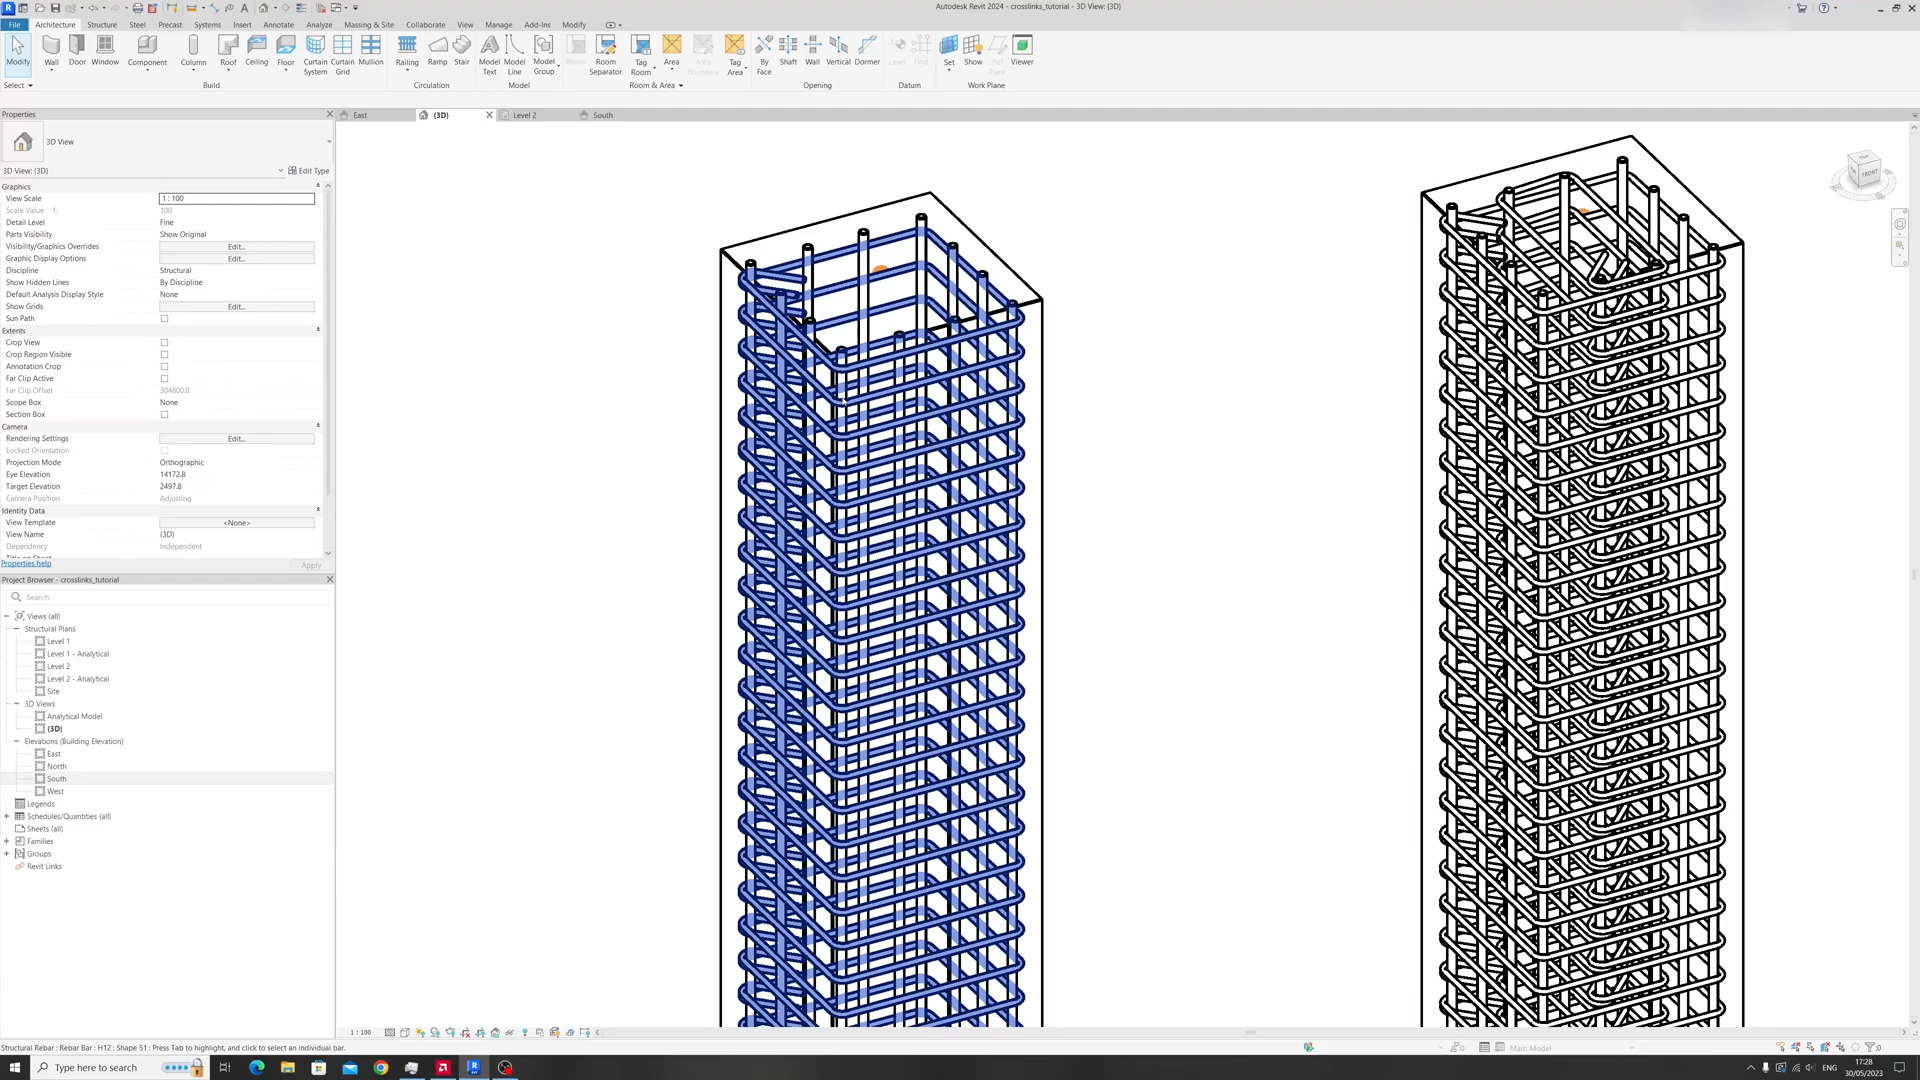 Autodesk Revit 2024 - crosslinks_tutorial - 3D View: (3D)
File Architecture Structure Steel Precast Systems Insert Annotate Analyze Massing & Site Collaborate View Manage Add-Ins Modify
Modify Wall Door Window Component Column Roof Ceiling Floor Curtain System Curtain Grid Mullion Railing Ramp Stair Model Text Model Line Model Group Room Room Separator Tag Room Area Area Boundary Tag Area By Face Shaft Wall Vertical Dormer Level Grid Set Show Ref Plane Viewer
Select Build Circulation Model Room & Area Opening Datum Work Plane
Properties
East (3D) Level 2 South
3D View
3D View: (3D) Edit Type
Graphics
View Scale 1 : 100
Scale Value 1: 100
Detail Level Fine
Parts Visibility Show Original
Visibility/Graphics Overrides Edit...
Graphic Display Options Edit...
Discipline Structural
Show Hidden Lines By Discipline
Default Analysis Display Style None
Show Grids Edit...
Sun Path
Extents
Crop View
Crop Region Visible
Annotation Crop
Far Clip Active
Far Clip Offset 304800.0
Scope Box None
Section Box
Camera
Rendering Settings Edit...
Locked Orientation
Projection Mode Orthographic
Eye Elevation 14172.8
Target Elevation 2497.8
Camera Position Adjusting
Identity Data
View Template <None>
View Name (3D)
Dependency Independent
Properties help Apply
Project Browser - crosslinks_tutorial
Search
Views (all)
Structural Plans
Level 1
Level 1 - Analytical
Level 2
Level 2 - Analytical
Site
3D Views
Analytical Model
(3D)
Elevations (Building Elevation)
East
North
South
West
Legends
Schedules/Quantities (all)
Sheets (all)
Families
Groups
Revit Links
TOP
FRONT
1 : 100
Structural Rebar : Rebar Bar : H12 : Shape 51 : Press Tab to highlight, and click to select an individual bar.
:0 Main Model :0
Type here to search
ENG
17:28
30/05/2023